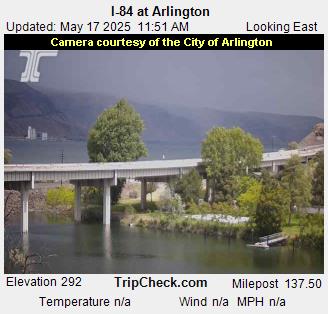 I-84 at Arlington
Updated: May 17 2025 11:51 AM Looking East
Camera courtesy of the City of Arlington
Elevation 292 TripCheck.com Milepost 137.50
Temperature n/a Wind n/a MPH n/a